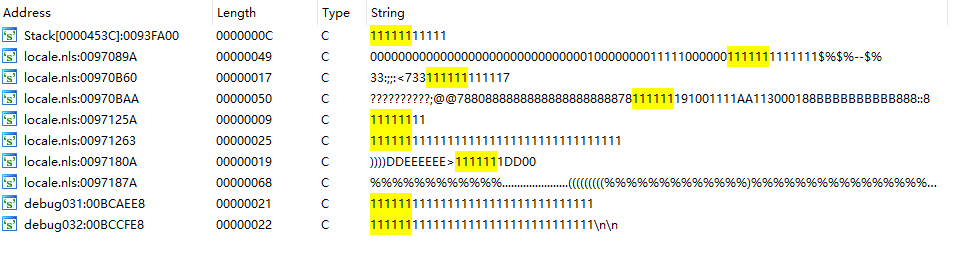 Address Length Type String
Stack[0000453C]:0093FA00 0000000C C 11111111111
locale.nls:0097089A 00000049 C 0000000000000000000000000000000100000000111110000001111111111111$%$%--$%
locale.nls:00970B60 00000017 C 33:;;:<733111111111117
locale.nls:00970BAA 00000050 C ??????????;@@78808888888888888888878111111191001111AA113000188BBBBBBBBBBB888::8
locale.nls:0097125A 00000009 C 11111111
locale.nls:00971263 00000025 C 111111111111111111111111111111111111
locale.nls:0097180A 00000019 C ))))DDEEEEEE>1111111DD00
locale.nls:0097187A 00000068 C %%%%%%%%%%%%......................(((((((((%%%%%%%%%%%%%)%%%%%%%%%%%%%%%%...
debug031:00BCAEE8 00000021 C 11111111111111111111111111111111
debug032:00BCCFE8 00000022 C 11111111111111111111111111111111\n\n